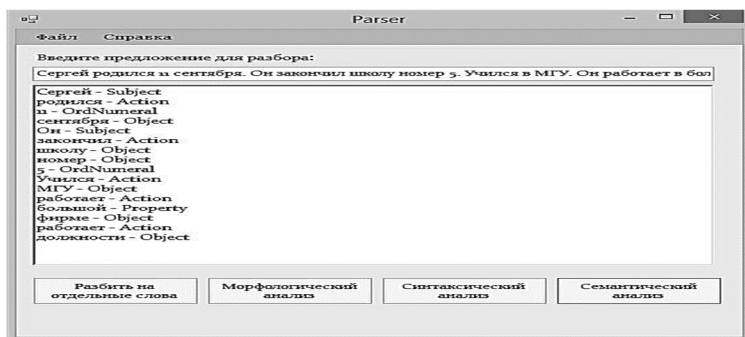 Parser
Файл Справка
Введите предложение для разбора:
Сергей родился 11 сентября. Он закончил школу номер 5. Учился в МГУ. Он работает в бол
Сергей - Subject
родился - Action
11 - OrdNumeral
сентября - Object
Он - Subject
закончил - Action
школу - Object
номер - Object
5 - OrdNumeral
Учился - Action
МГУ - Object
работает - Action
большой - Property
фирме - Object
работает - Action
должности - Object
Разбить на отдельные слова
Морфологический анализ
Синтаксический анализ
Семантический анализ